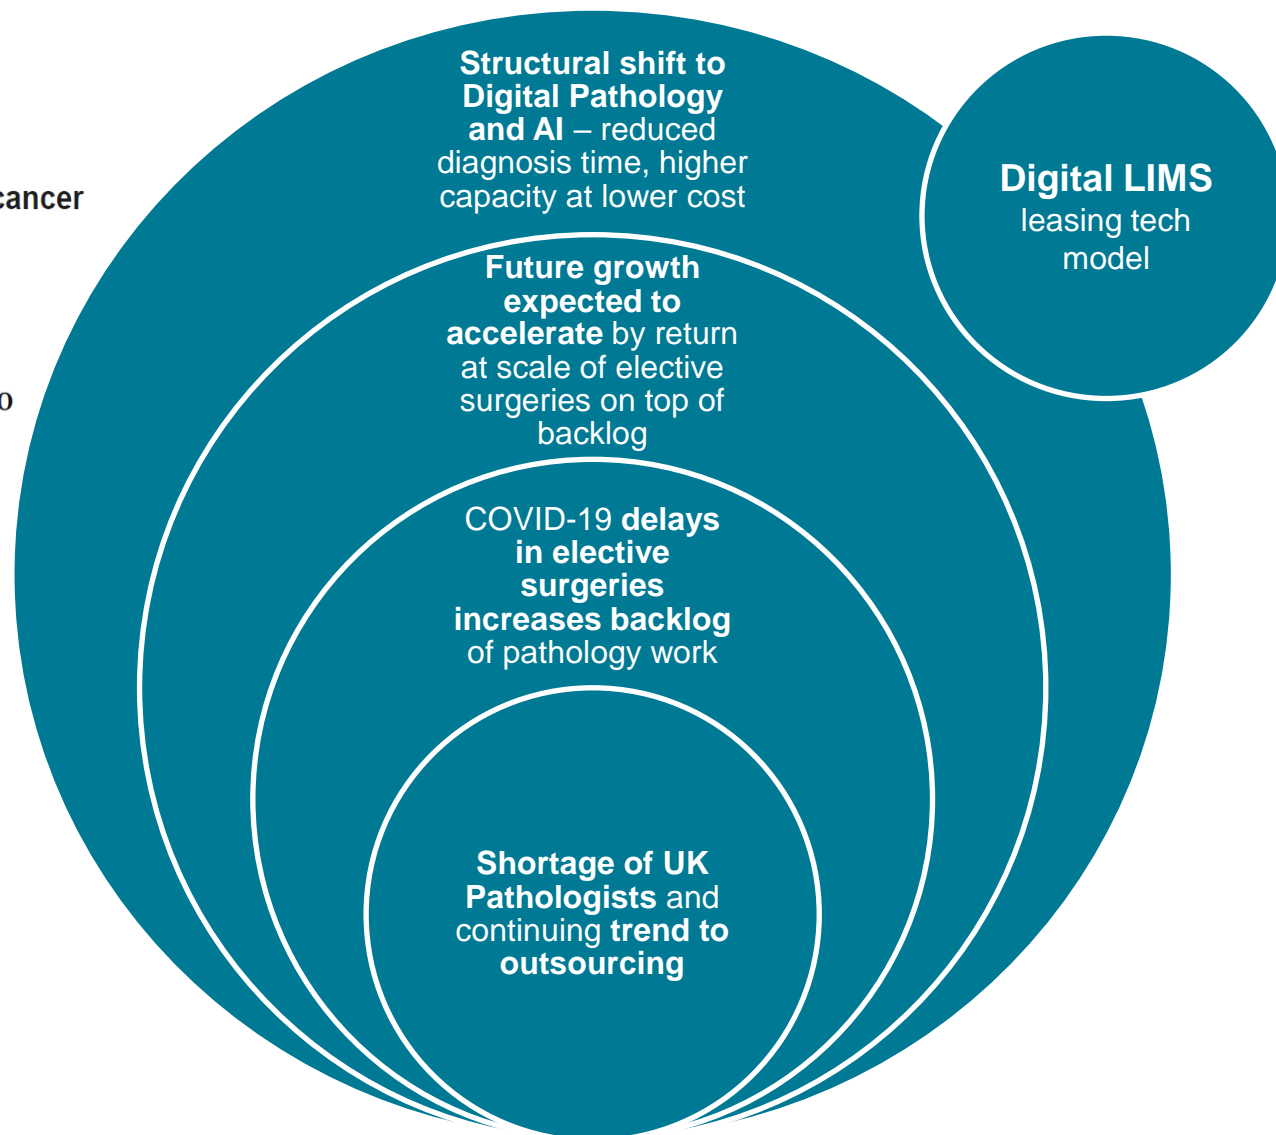 Structural shift to
Digital Pathology
and AI – reduced
diagnosis time, higher
capacity at lower cost
Digital LIMS
leasing tech
model
cancer
Future growth
expected to
accelerate by return
at scale of elective
surgeries on top of
backlog
COVID-19 delays
in elective
surgeries
increases backlog
of pathology work
Shortage of UK
Pathologists and
continuing trend to
outsourcing